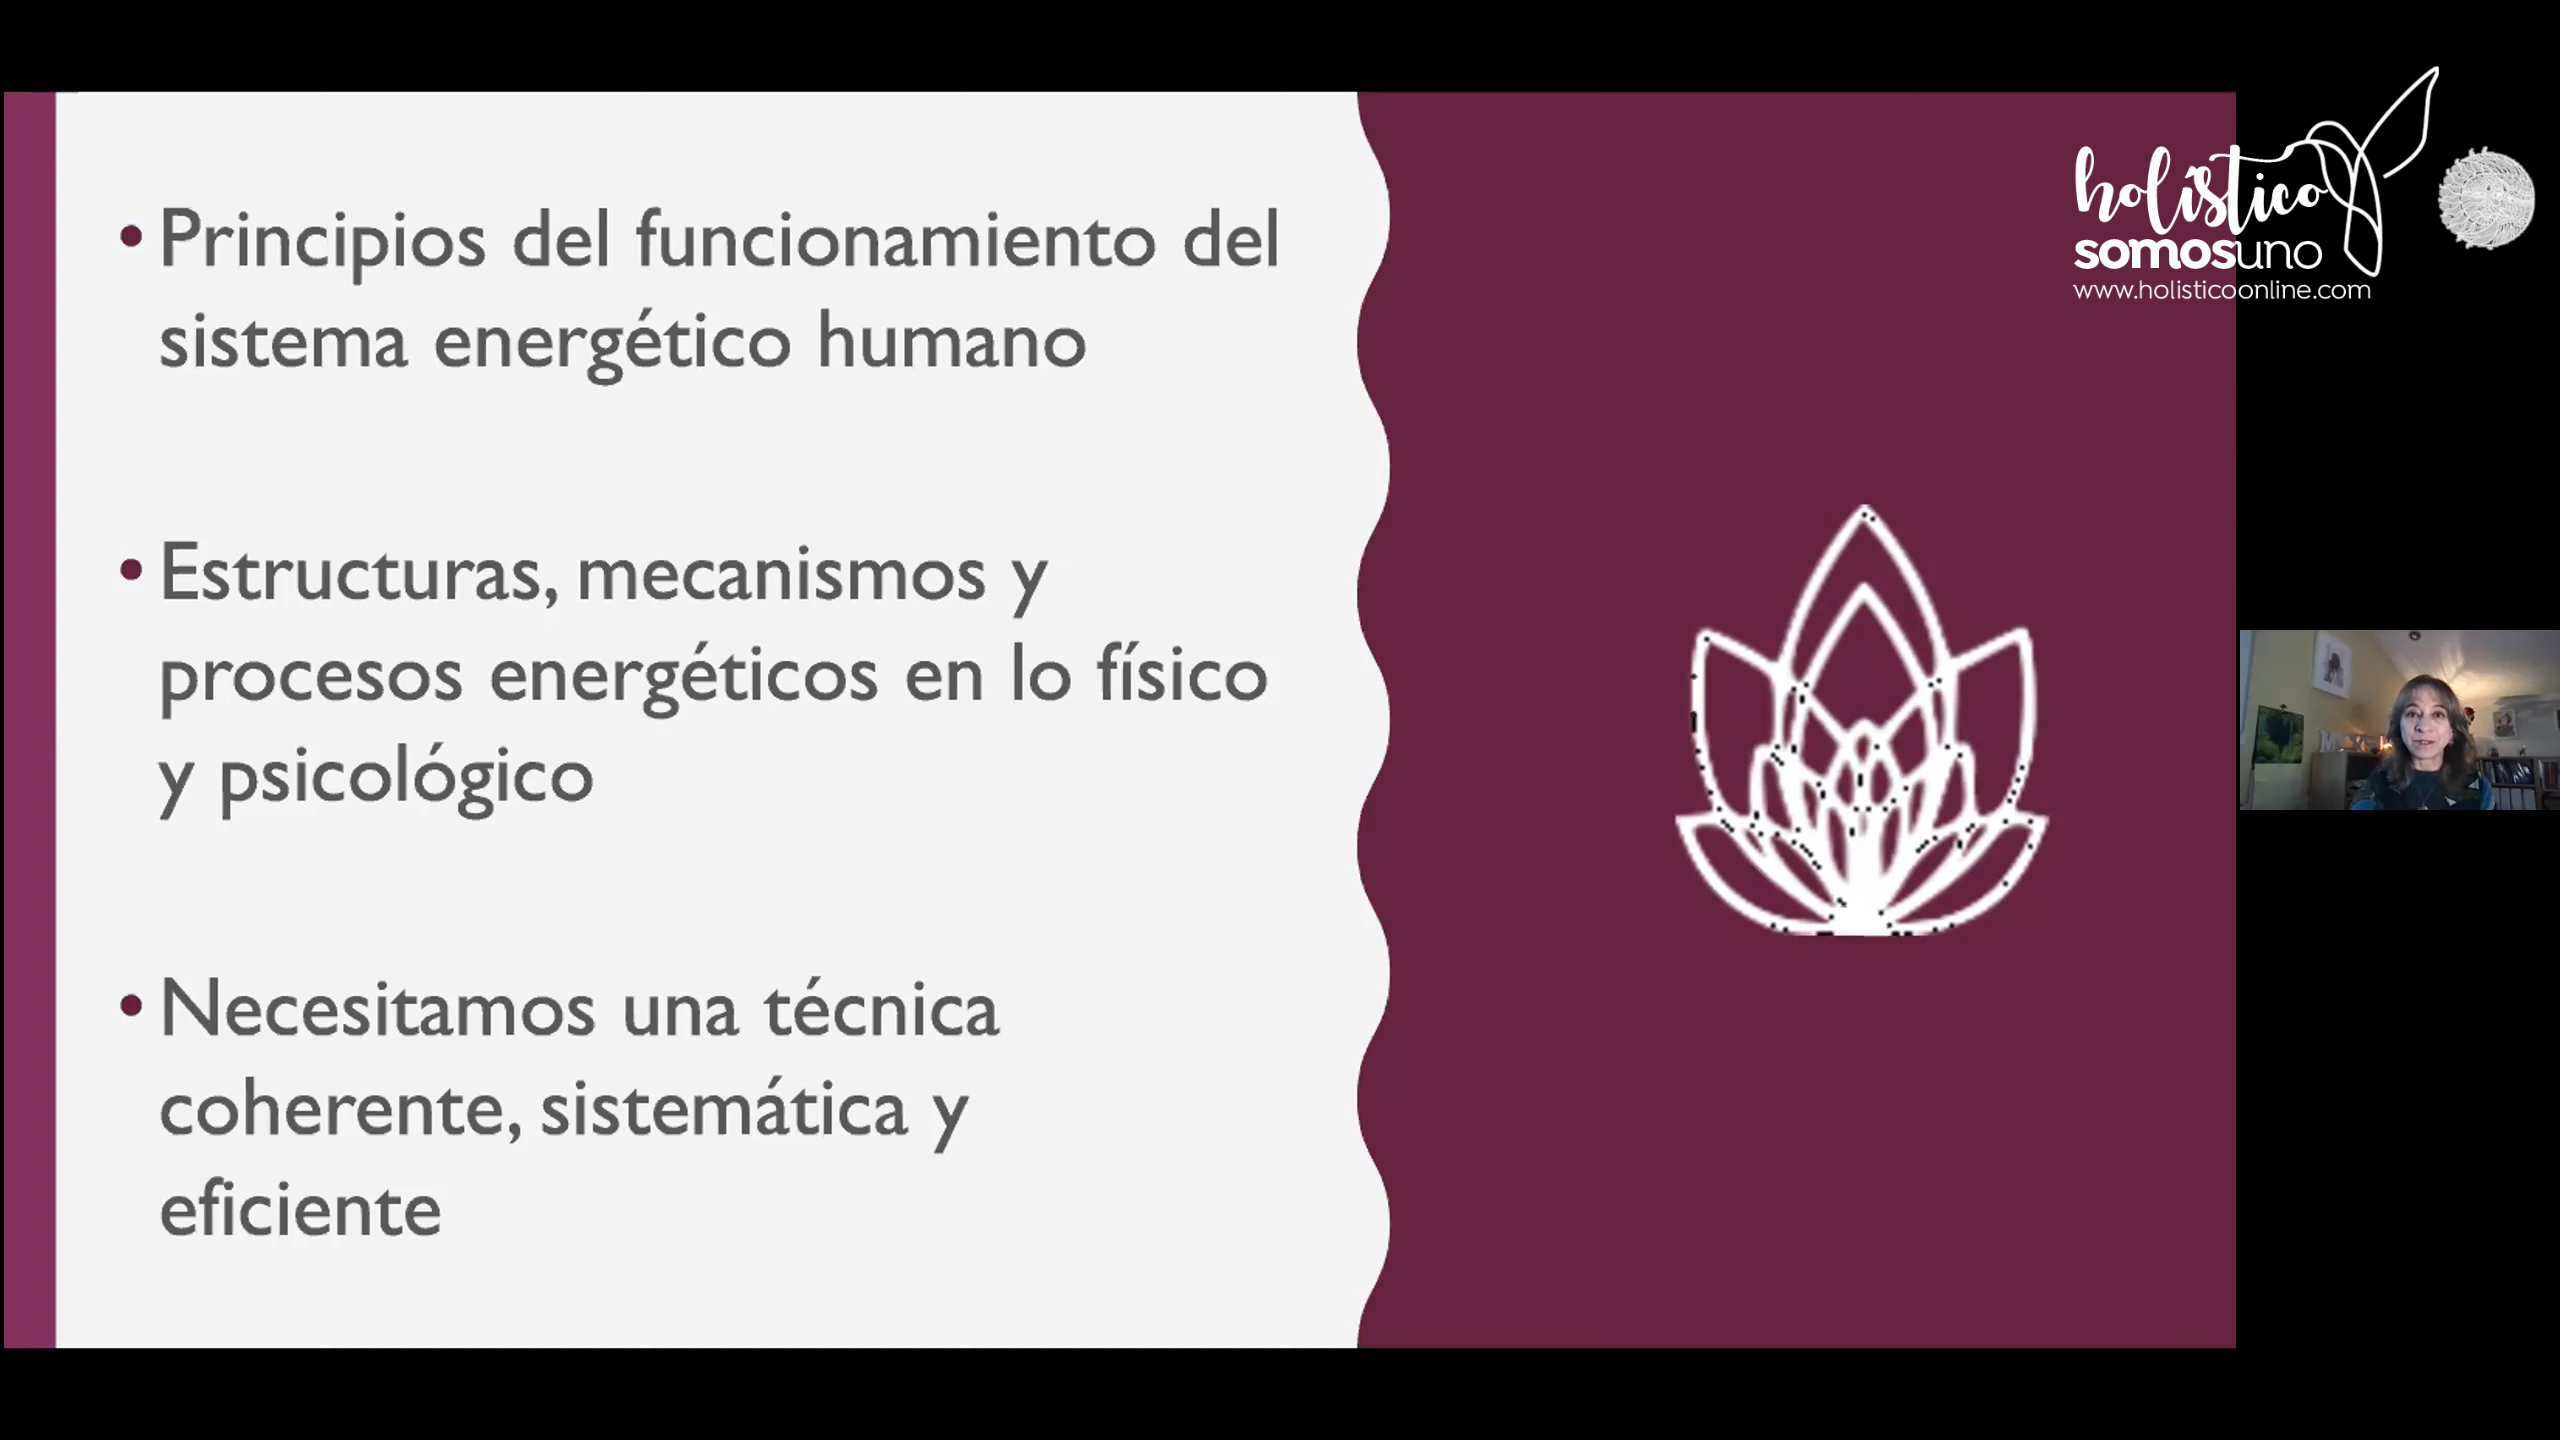 • Principios del funcionamiento del
sistema energético humano
• Estructuras, mecanismos y
procesos energéticos en lo físico
y psicológico
• Necesitamos una técnica
coherente, sistemática y
eficiente
holístico
somosuno
www.holisticoonline.com